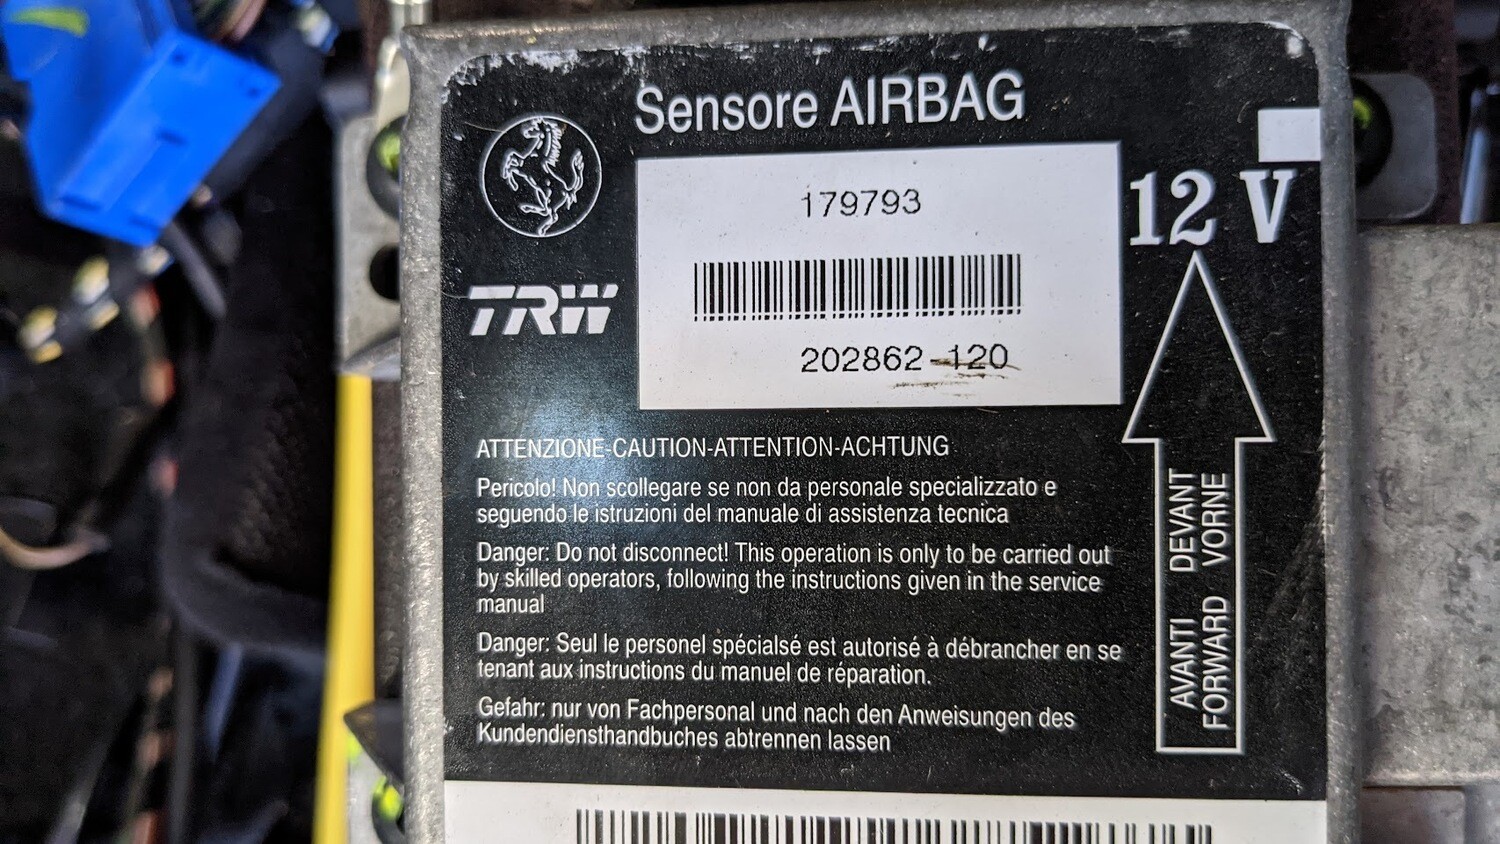 Sensore AIRBAG
179793
12 V
TRW
202862-120
ATTENZIONE-CAUTION-ATTENTION-ACHTUNG
Pericolo! Non scollegare se non da personale specializzato e
seguendo le istruzioni del manuale di assistenza tecnica
Danger: Do not disconnect! This operation is only to be carried out
by skilled operators, following the instructions given in the service
manual
Danger: Seul le personel spécialsé est autorisé à débrancher en se
tenant aux instructions du manuel de réparation.
Gefahr: nur von Fachpersonal und nach den Anweisungen des
Kundendiensthandbuches abtrennen lassen
AVANTI DEVANT
FORWARD VORNE